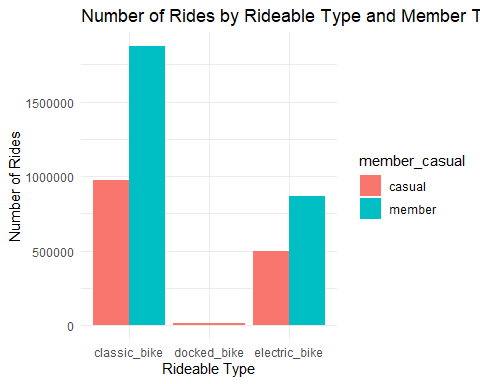 Number of Rides by Rideable Type and Member T
Number of Rides
1500000
1000000
500000
0
classic_bike docked_bike electric_bike
Rideable Type
member_casual
casual
member